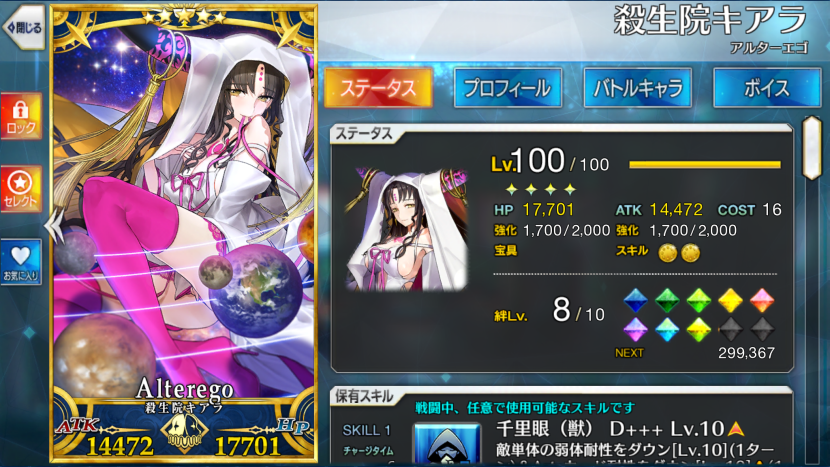 閉じる
ロック
セレクト
お気に入り
Alterego
殺生院キアラ
ATK
14472
HP
17701
殺生院キアラ
アルターエゴ
ステータス
プロフィール
バトルキャラ
ボイス
ステータス
Lv.100/100
HP 17,701 ATK 14,472 COST 16
強化 1,700/2,000 強化 1,700/2,000
宝具 スキル
絆Lv. 8/10
NEXT 299,367
保有スキル
戦闘中、任意で使用可能なスキルです
SKILL 1 千里眼（獣） D+++ Lv.10
チャージタイム 敵単体の弱体耐性をダウン[Lv.10](1ター